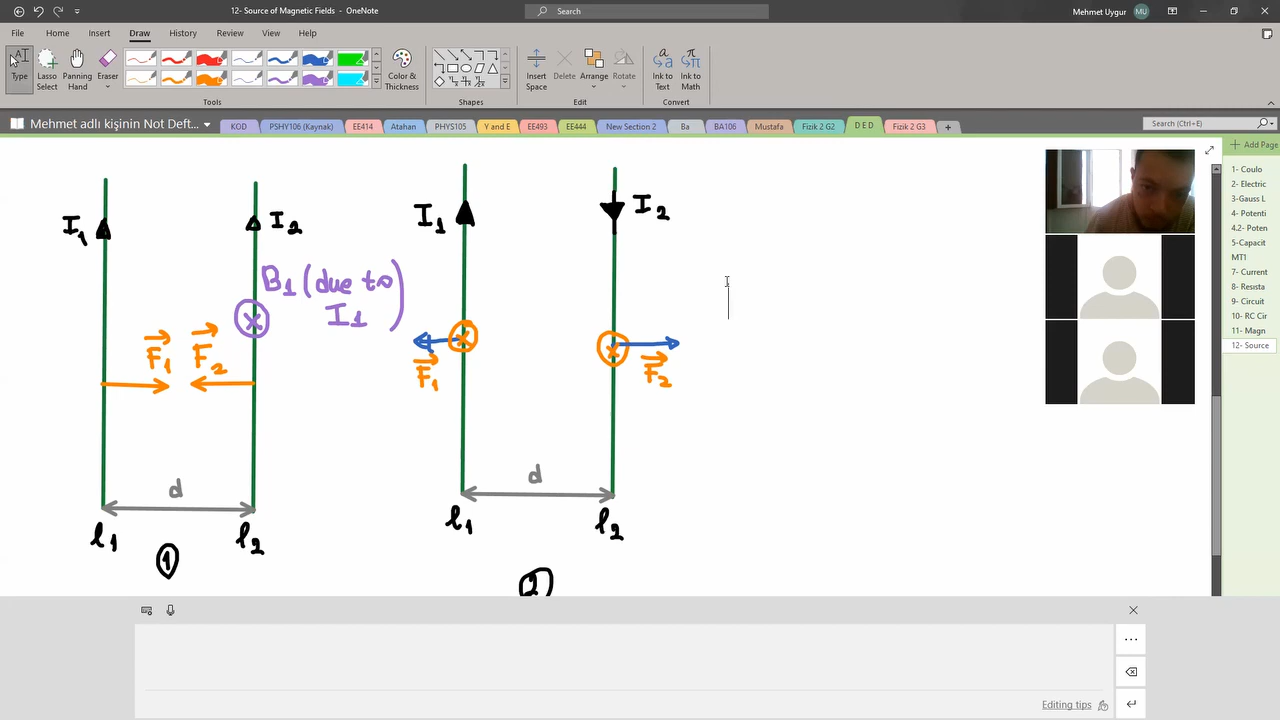 12- Source of Magnetic Fields - OneNote
Search
Mehmet Uygur
MU
File
Home
Insert
Draw
History
Review
View
Help
Type
Lasso
Select
Panning
Hand
Eraser
Color &
Thickness
Insert
Space
Delete
Arrange
Rotate
Ink to
Text
Ink to
Math
Tools
Shapes
Edit
Convert
Mehmet adlı kişinin Not Deft...
KOD
PSHY106 (Kaynak)
EE414
Atahan
PHYS105
Y and E
EE493
EE444
New Section 2
Ba
BA106
Mustafa
Fizik 2 G2
D E D
Fizik 2 G3
Search (Ctrl+E)
Add Page
1- Coulo
2- Electric
3-Gauss L
4- Potenti
4.2- Poten
5-Capacit
MT1
7- Current
8- Resista
9- Circuit
10- RC Cir
11- Magn
12- Source
I1
I2
B1 (due to
I1)
x
F1
F2
d
l1
l2
1
I1
I2
x
x
F1
F2
d
l1
l2
2
Editing tips